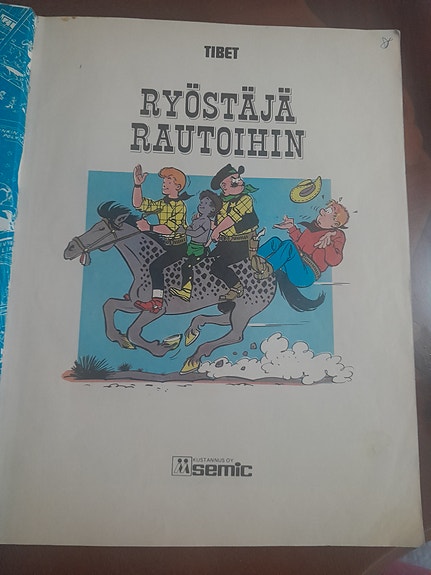 TIBET
RYÖSTÄJÄ
RAUTOIHIN
KUSTANNUS OY
semic